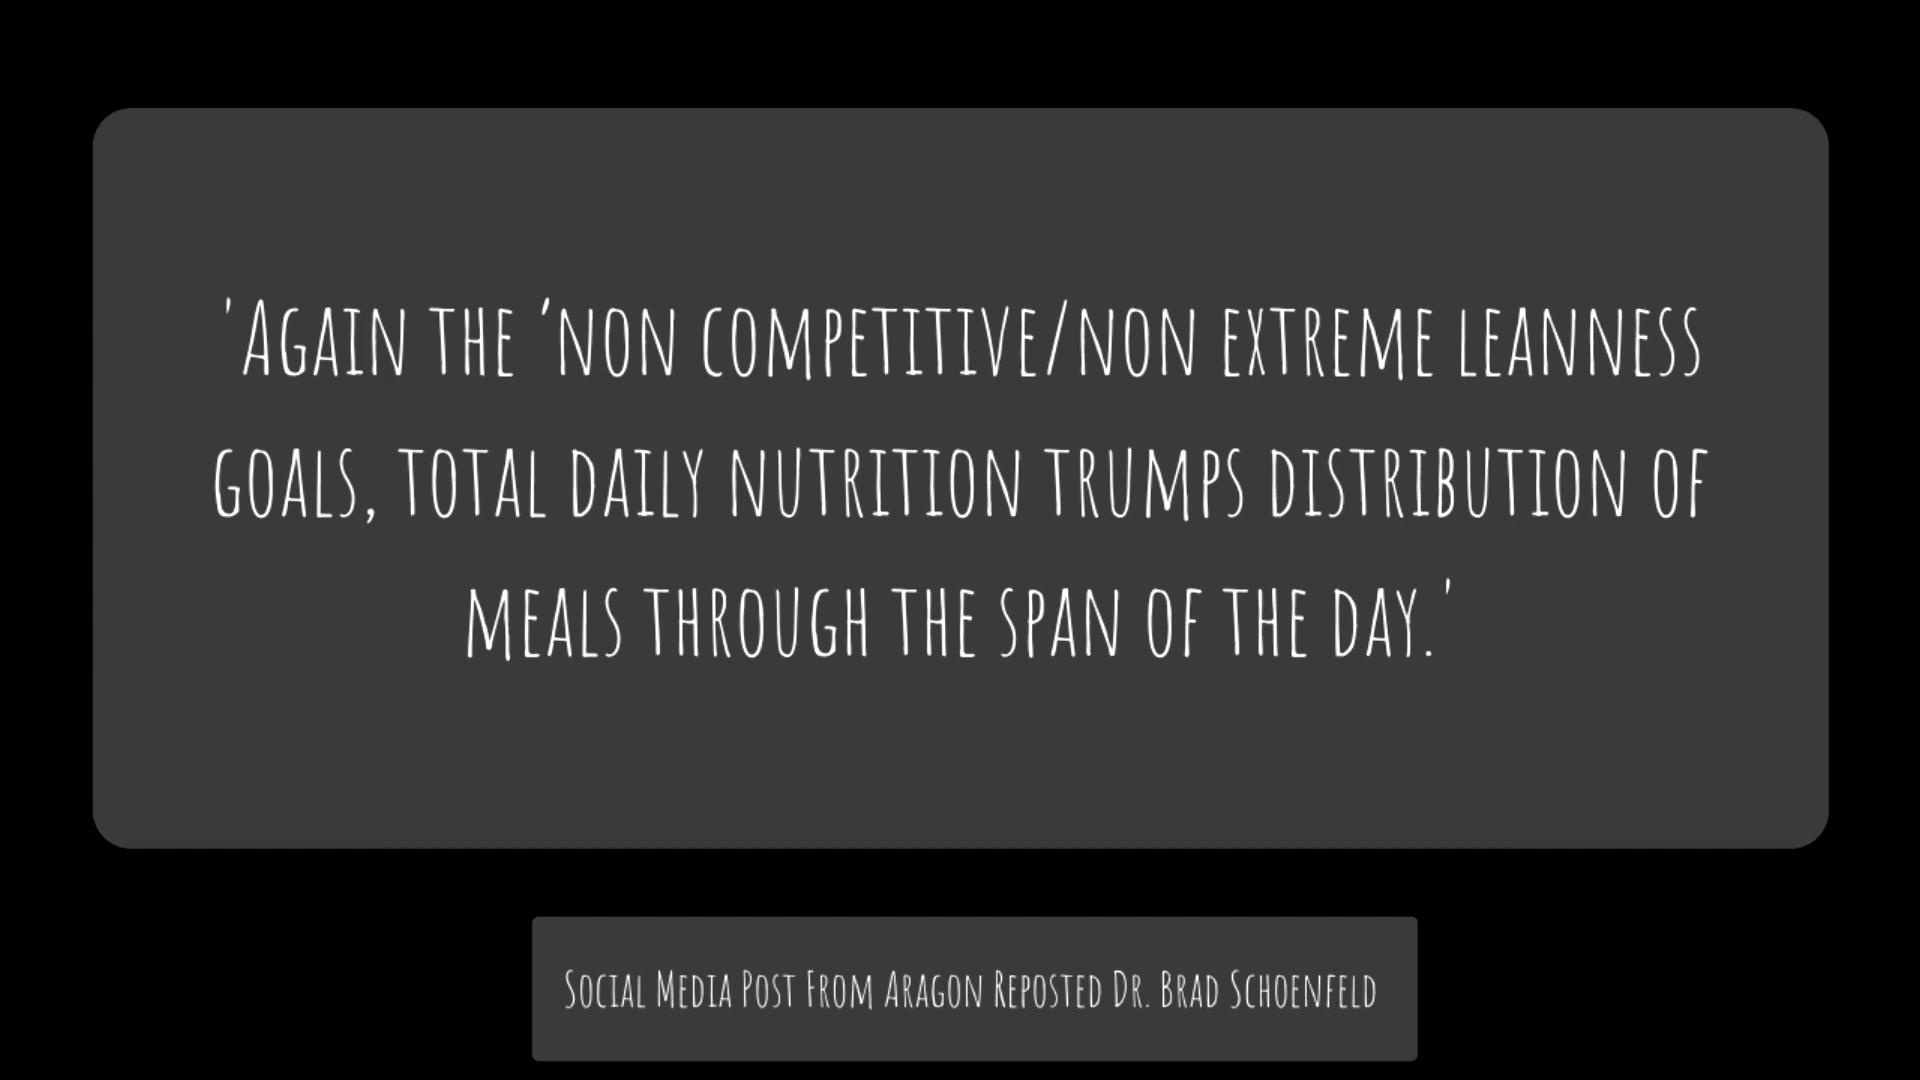 'Again the ‘non competitive/non extreme leanness
goals, total daily nutrition trumps distribution of
meals through the span of the day.'
Social Media Post From Aragon Reposted Dr. Brad Schoenfeld